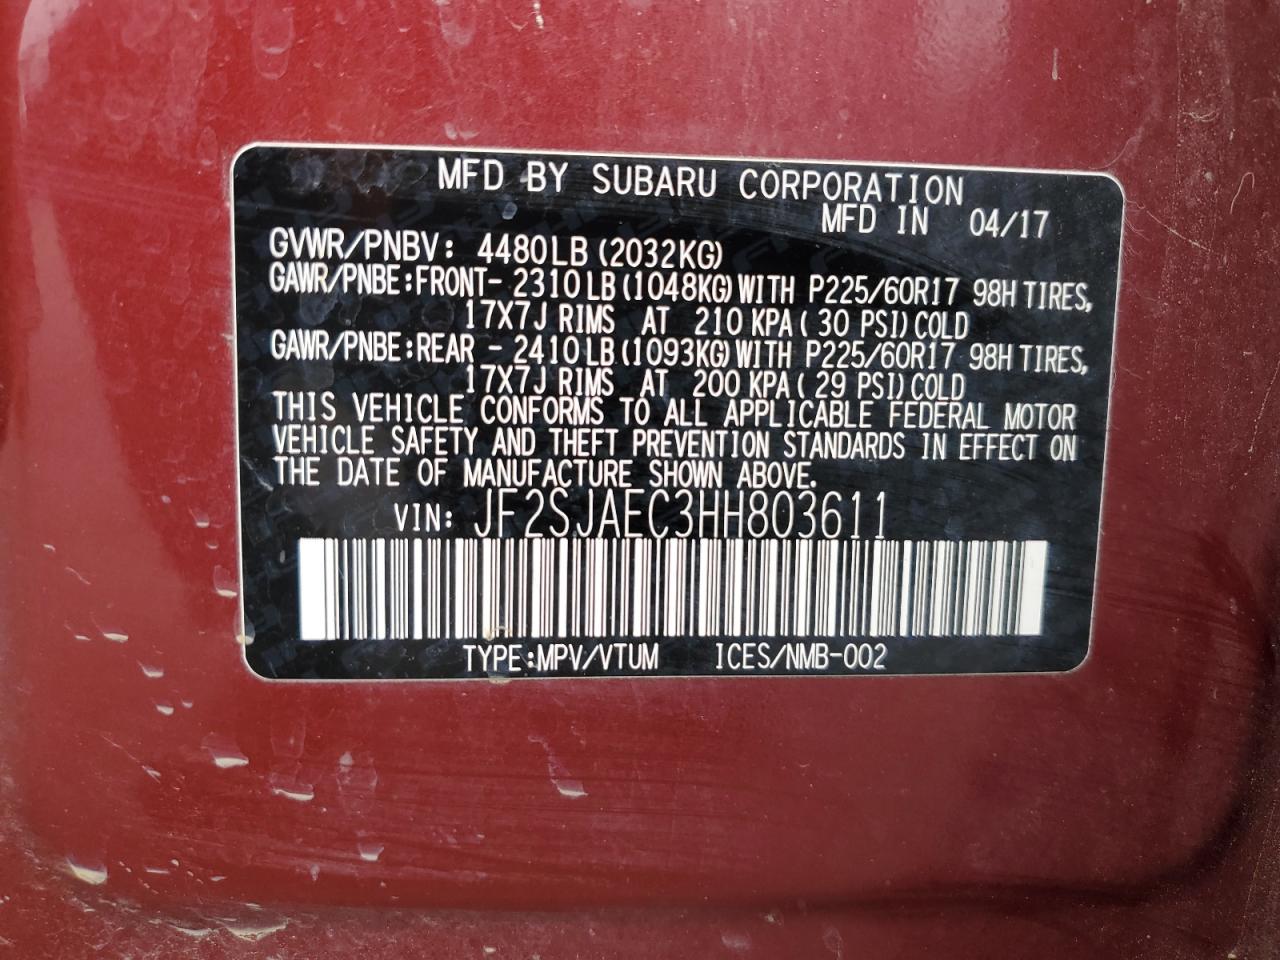 MFD BY SUBARU CORPORATION
MFD IN 04/17
GVWR/PNBV: 4480LB (2032KG)
GAWR/PNBE:FRONT- 2310 LB (1048KG) WITH P225/60R17 98H TIRES,
17X7J RIMS AT 210 KPA ( 30 PSI) COLD
GAWR/PNBE:REAR - 2410 LB (1093KG) WITH P225/60R17 98H TIRES,
17X7J RIMS AT 200 KPA ( 29 PSI) COLD
THIS VEHICLE CONFORMS TO ALL APPLICABLE FEDERAL MOTOR
VEHICLE SAFETY AND THEFT PREVENTION STANDARDS IN EFFECT ON
THE DATE OF MANUFACTURE SHOWN ABOVE.
VIN: JF2SJAEC3HH803611
TYPE:MPV/VTUM ICES/NMB-002